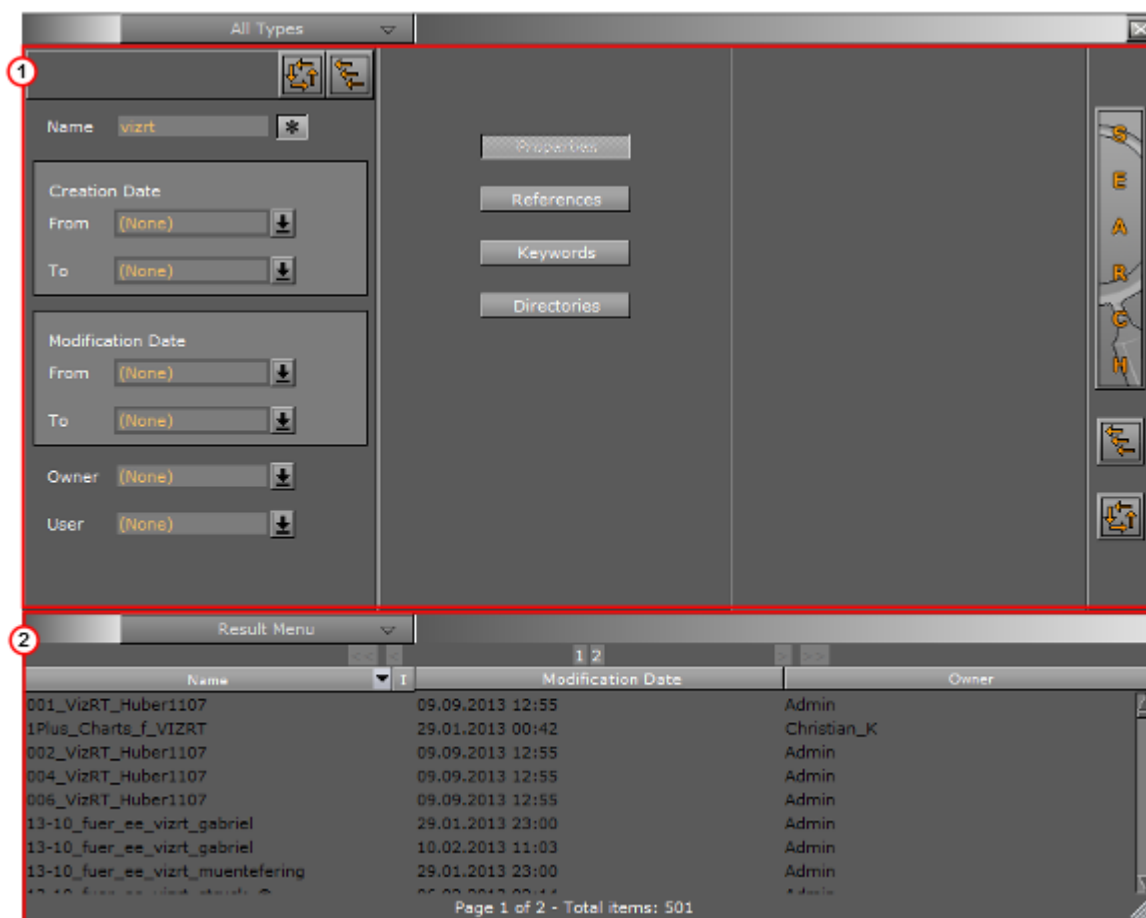 All Types
1
Name vizrt *
Creation Date
From (None)
To (None)
Modification Date
From (None)
To (None)
Owner (None)
User (None)
Properties
References
Keywords
Directories
S
E
A
R
C
H
2
Result Menu
<< < 1 2 > >>
Name I Modification Date Owner
001_VizRT_Huber1107 09.09.2013 12:55 Admin
1Plus_Charts_f_VIZRT 29.01.2013 00:42 Christian_K
002_VizRT_Huber1107 09.09.2013 12:55 Admin
004_VizRT_Huber1107 09.09.2013 12:55 Admin
006_VizRT_Huber1107 09.09.2013 12:55 Admin
13-10_fuer_ee_vizrt_gabriel 29.01.2013 23:00 Admin
13-10_fuer_ee_vizrt_gabriel 10.02.2013 11:03 Admin
13-10_fuer_ee_vizrt_muentefering 29.01.2013 23:00 Admin
Page 1 of 2 - Total items: 501